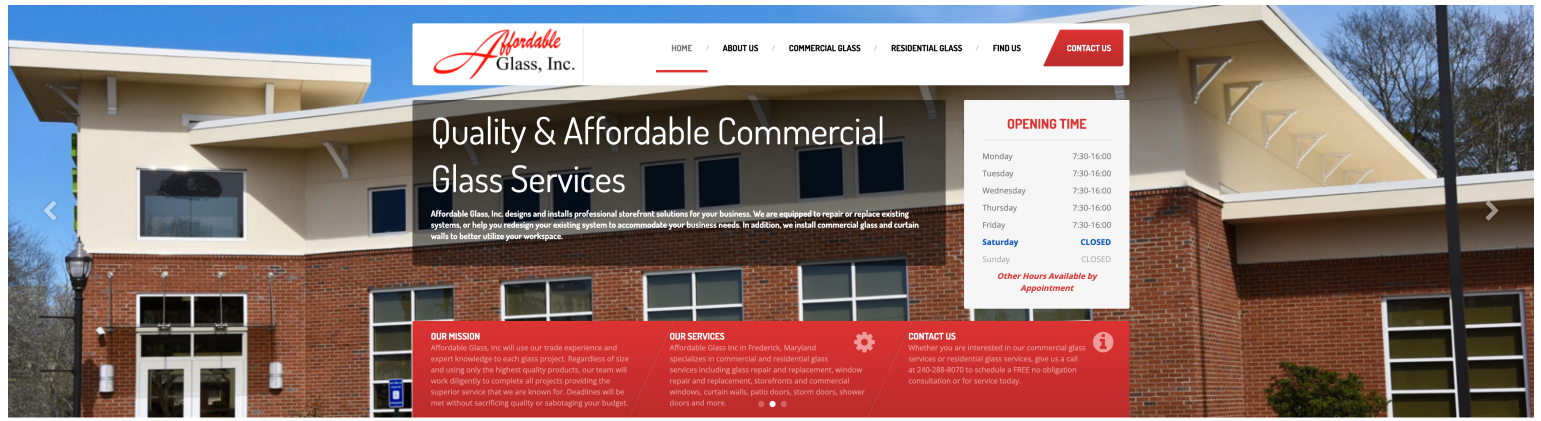 Affordable
Glass, Inc.
HOME / ABOUT US / COMMERCIAL GLASS / RESIDENTIAL GLASS / FIND US
CONTACT US
Quality & Affordable Commercial
Glass Services
Affordable Glass, Inc. designs and installs professional storefront solutions for your business. We are equipped to repair or replace existing
systems, or help you redesign your existing system to accommodate your business needs. In addition, we install commercial glass and curtain
walls to better utilize your workspace.
OPENING TIME
Monday 7:30-16:00
Tuesday 7:30-16:00
Wednesday 7:30-16:00
Thursday 7:30-16:00
Friday 7:30-16:00
Saturday CLOSED
Sunday CLOSED
Other Hours Available by
Appointment
OUR MISSION
Affordable Glass, Inc will use our trade experience and
expert knowledge to each glass project. Regardless of size
and using only the highest quality products, our team will
work diligently to complete all projects providing the
superior service that we are known for. Deadlines will be
met without sacrificing quality or sabotaging your budget.
OUR SERVICES
Affordable Glass Inc in Frederick, Maryland
specializes in commercial and residential glass
services including glass repair and replacement, window
repair and replacement, storefronts and commercial
windows, curtain walls, patio doors, storm doors, shower
doors and more.
CONTACT US
Whether you are interested in our commercial glass
services or residential glass services, give us a call
at 240-288-8070 to schedule a FREE no obligation
consultation or for service today.